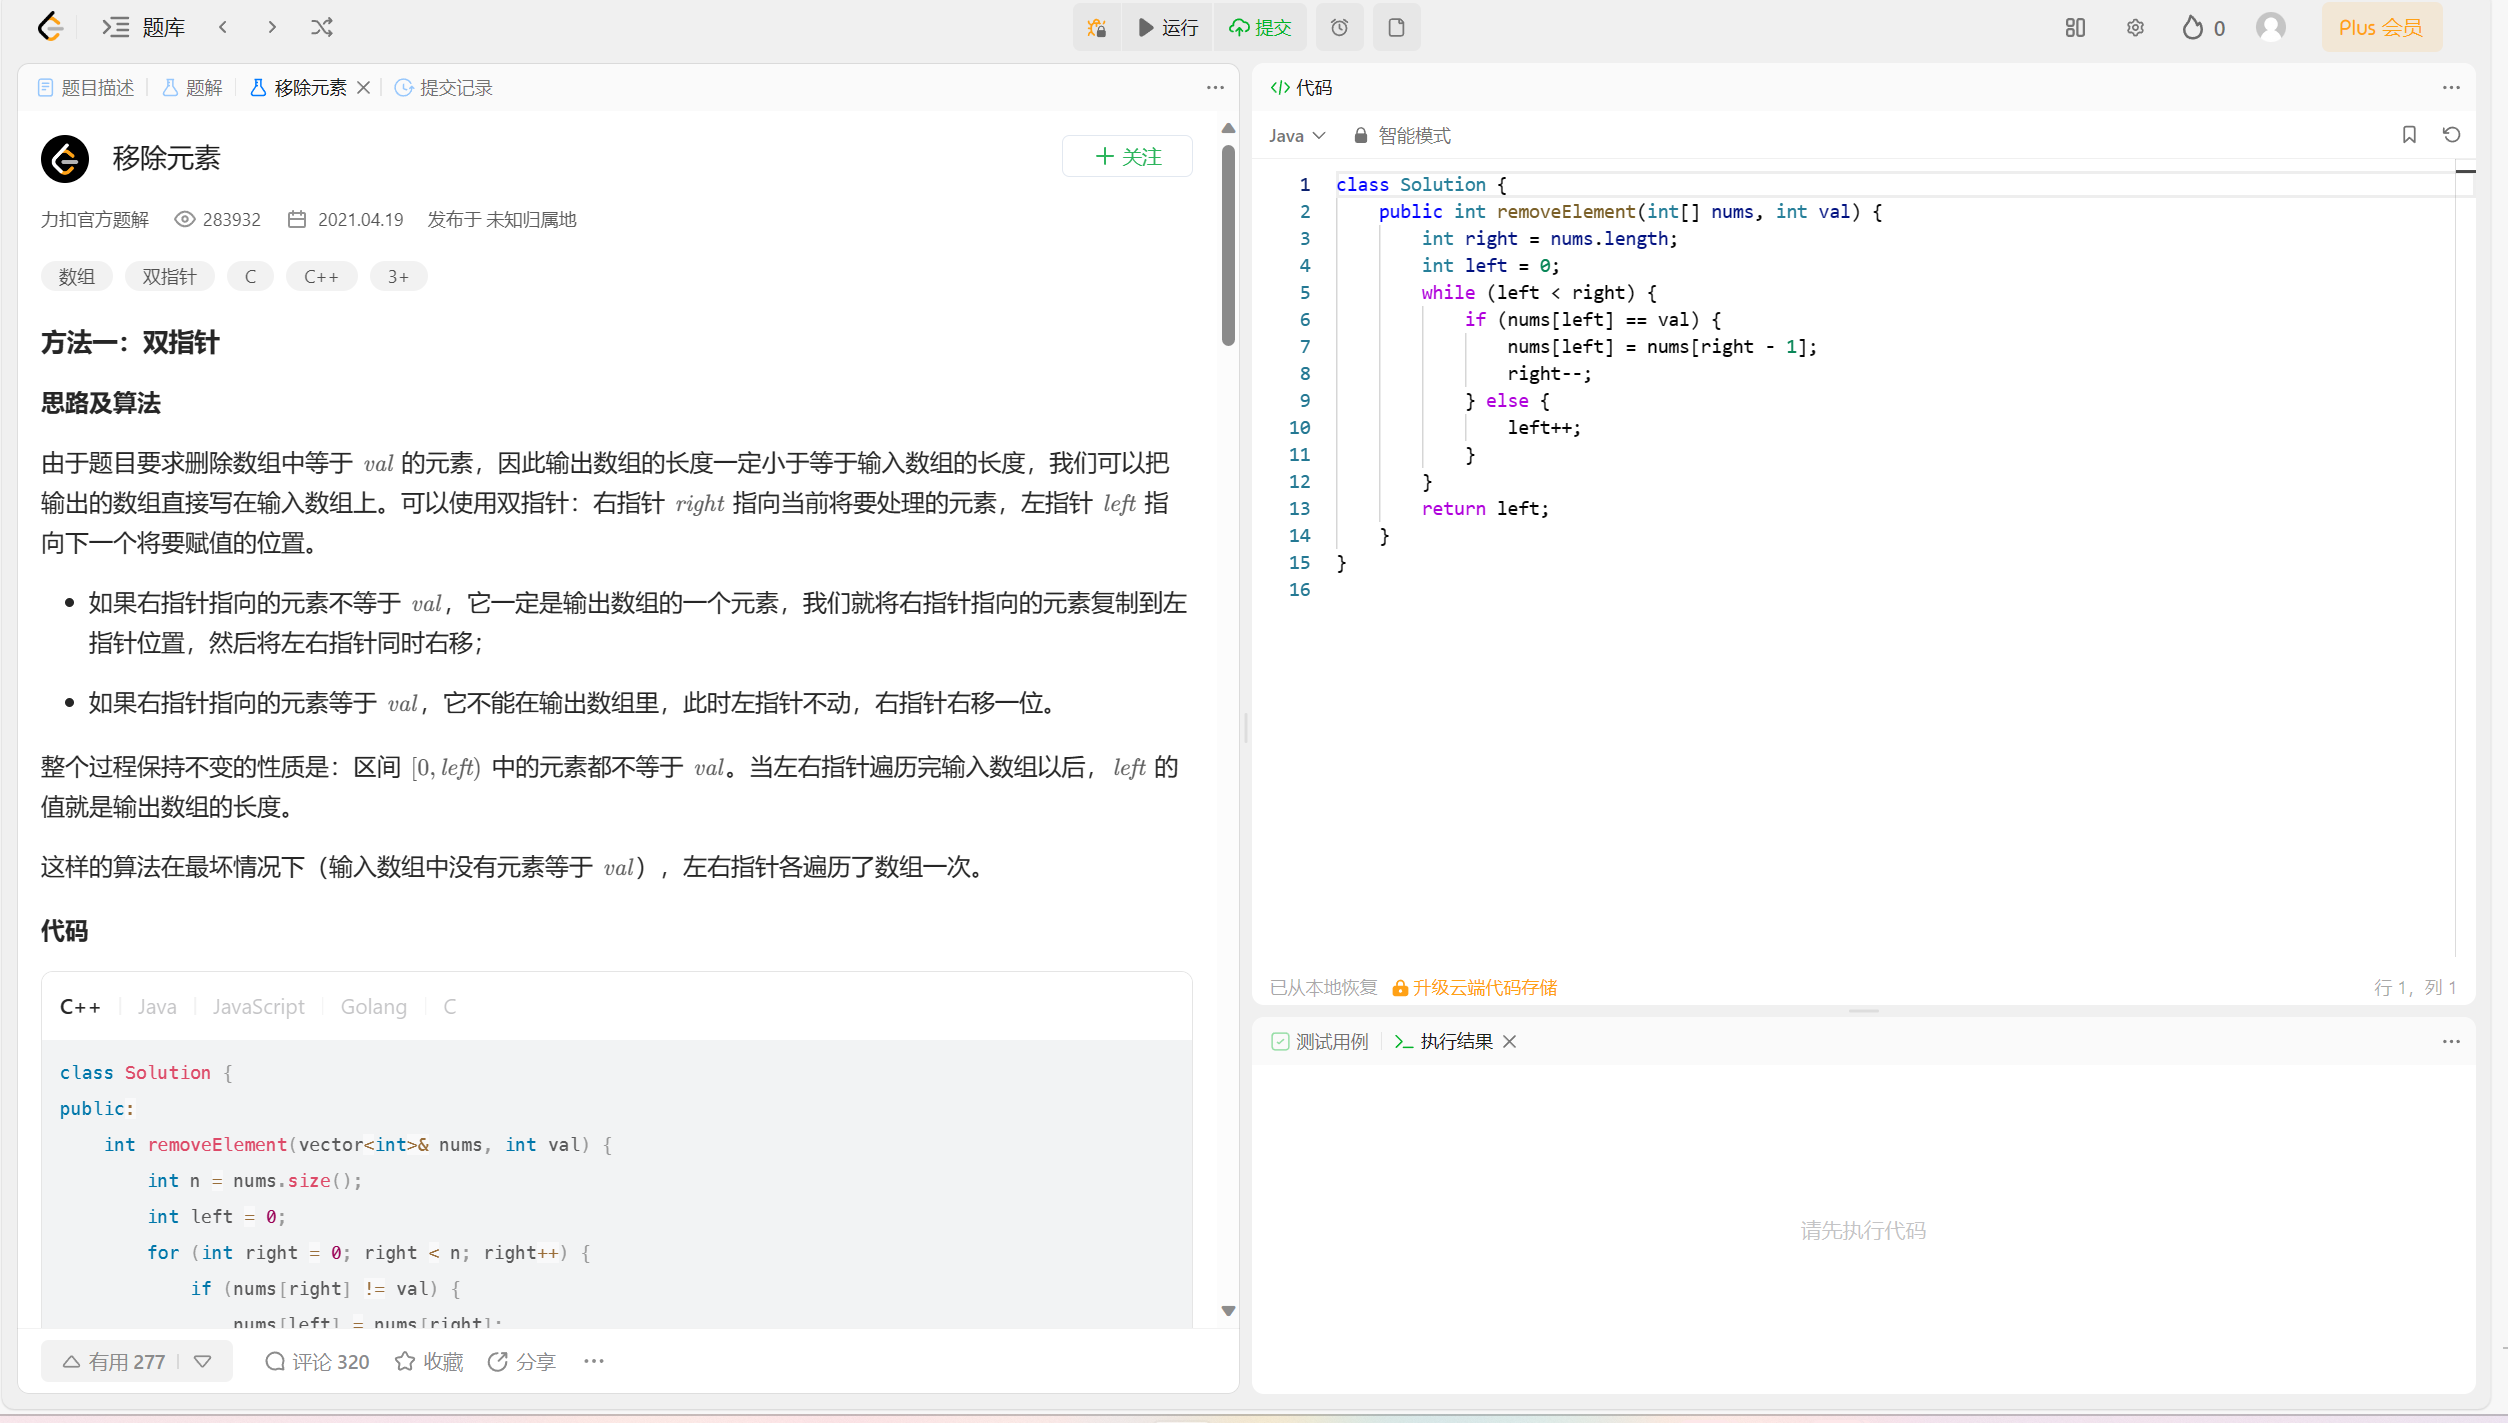 题库
运行
提交
0
Plus 会员
题目描述
题解
移除元素
提交记录
移除元素
关注
力扣官方题解 283932 2021.04.19 发布于 未知归属地
数组 双指针 C C++ 3+
方法一：双指针
思路及算法
由于题目要求删除数组中等于 val 的元素，因此输出数组的长度一定小于等于输入数组的长度，我们可以把
输出的数组直接写在输入数组上。可以使用双指针：右指针 right 指向当前将要处理的元素，左指针 left 指
向下一个将要赋值的位置。
如果右指针指向的元素不等于 val，它一定是输出数组的一个元素，我们就将右指针指向的元素复制到左
指针位置，然后将左右指针同时右移；
如果右指针指向的元素等于 val，它不能在输出数组里，此时左指针不动，右指针右移一位。
整个过程保持不变的性质是：区间 [0, left) 中的元素都不等于 val。当左右指针遍历完输入数组以后，left 的
值就是输出数组的长度。
这样的算法在最坏情况下（输入数组中没有元素等于 val），左右指针各遍历了数组一次。
代码
C++ Java JavaScript Golang C
class Solution {
public:
    int removeElement(vector<int>& nums, int val) {
        int n = nums.size();
        int left = 0;
        for (int right = 0; right < n; right++) {
            if (nums[right] != val) {
                nums[left] = nums[right];
有用 277 评论 320 收藏 分享
代码
Java 智能模式
1 class Solution {
2     public int removeElement(int[] nums, int val) {
3         int right = nums.length;
4         int left = 0;
5         while (left < right) {
6             if (nums[left] == val) {
7                 nums[left] = nums[right - 1];
8                 right--;
9             } else {
10                 left++;
11             }
12         }
13         return left;
14     }
15 }
16
已从本地恢复 升级云端代码存储 行 1，列 1
测试用例 执行结果
请先执行代码